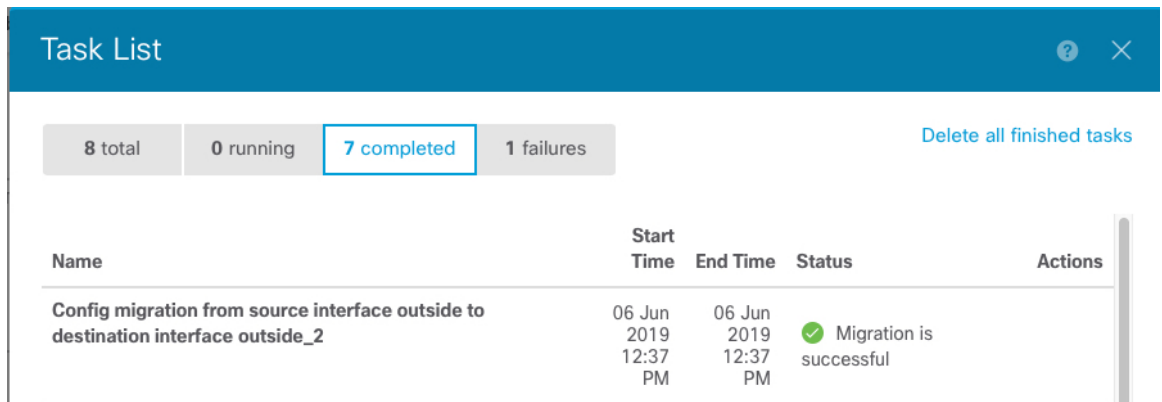 Task List
8 total 0 running 7 completed 1 failures
Delete all finished tasks
Name Start Time End Time Status Actions
Config migration from source interface outside to
destination interface outside_2
06 Jun
2019
12:37
PM
06 Jun
2019
12:37
PM
Migration is
successful